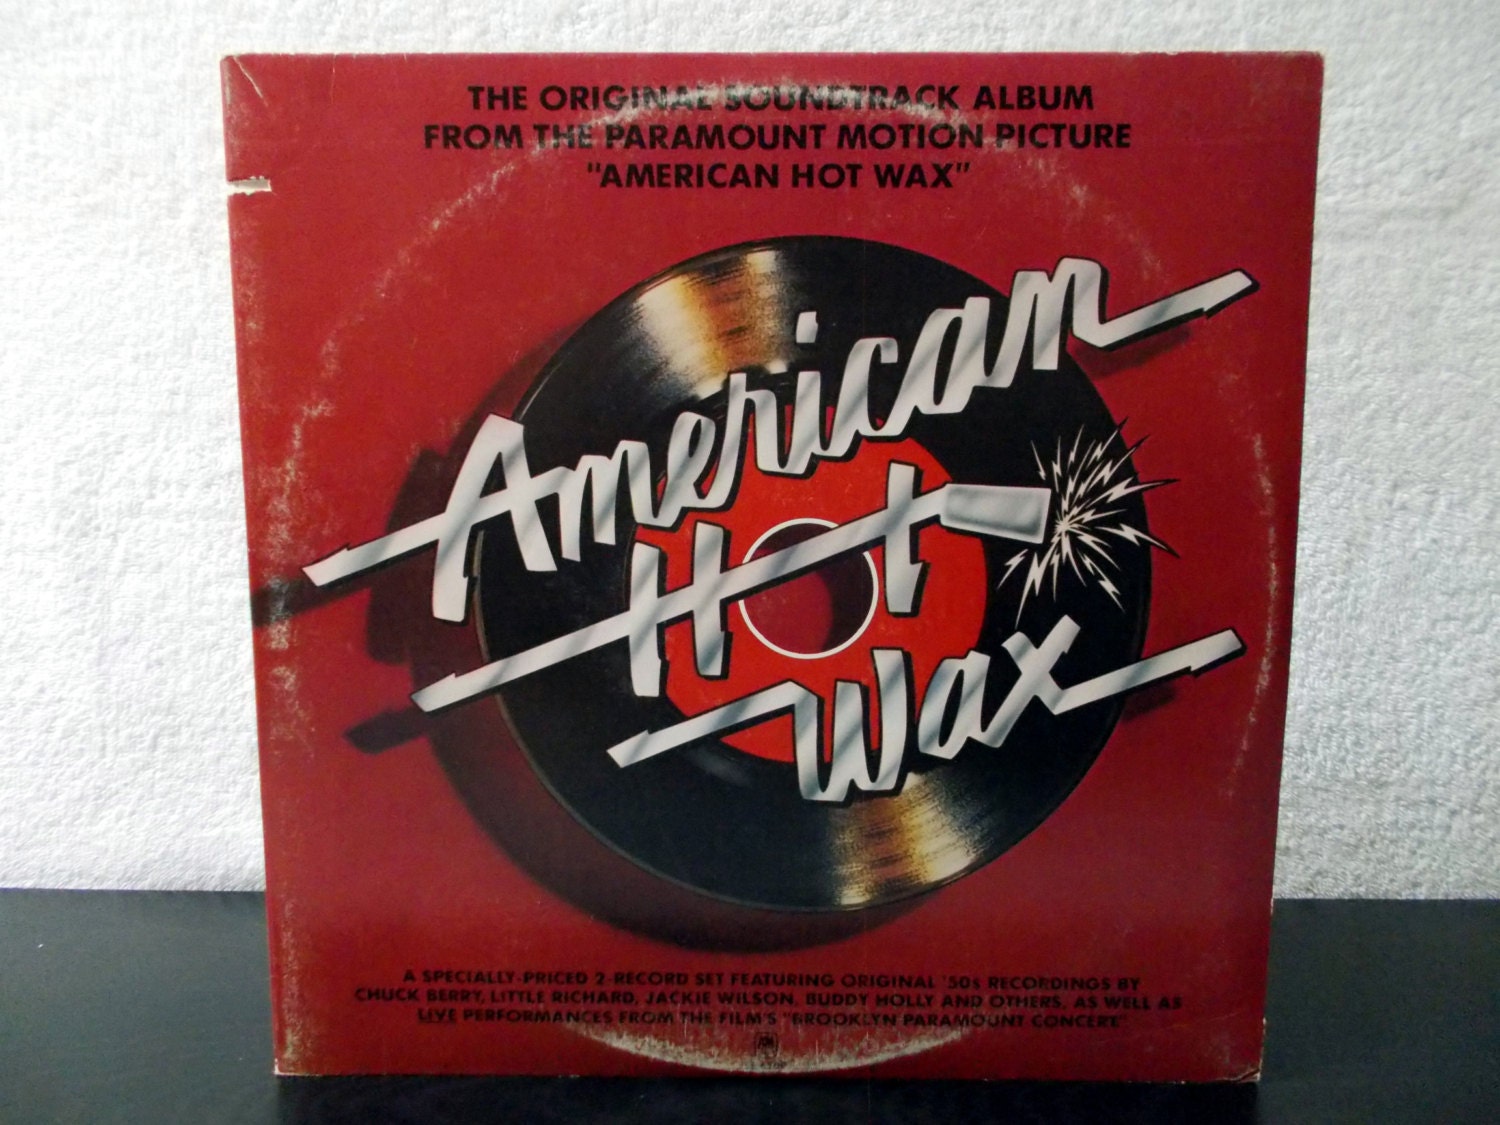 THE ORIGINAL SOUNDTRACK ALBUM
FROM THE PARAMOUNT MOTION PICTURE
"AMERICAN HOT WAX"
American
Hot
Wax
A SPECIALLY-PRICED 2-RECORD SET FEATURING ORIGINAL '50s RECORDINGS BY
CHUCK BERRY, LITTLE RICHARD, JACKIE WILSON, BUDDY HOLLY AND OTHERS, AS WELL AS
LIVE PERFORMANCES FROM THE FILM'S "BROOKLYN PARAMOUNT CONCERT."
A&M